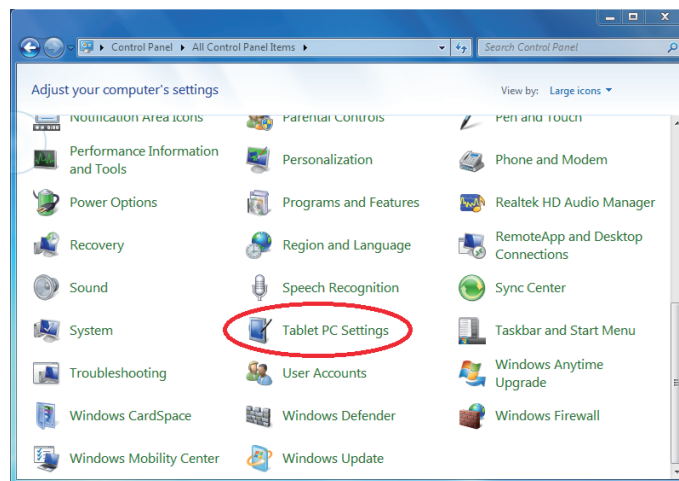 Control Panel ▸ All Control Panel Items ▸
Search Control Panel
Adjust your computer's settings
View by: Large icons
Notification Area Icons
Parental Controls
Pen and Touch
Performance Information
and Tools
Personalization
Phone and Modem
Power Options
Programs and Features
Realtek HD Audio Manager
Recovery
Region and Language
RemoteApp and Desktop
Connections
Sound
Speech Recognition
Sync Center
System
Tablet PC Settings
Taskbar and Start Menu
Troubleshooting
User Accounts
Windows Anytime
Upgrade
Windows CardSpace
Windows Defender
Windows Firewall
Windows Mobility Center
Windows Update